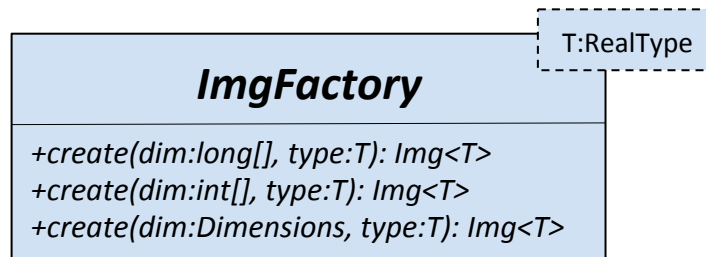 T:RealType
ImgFactory
+create(dim:long[], type:T): Img<T>
+create(dim:int[], type:T): Img<T>
+create(dim:Dimensions, type:T): Img<T>